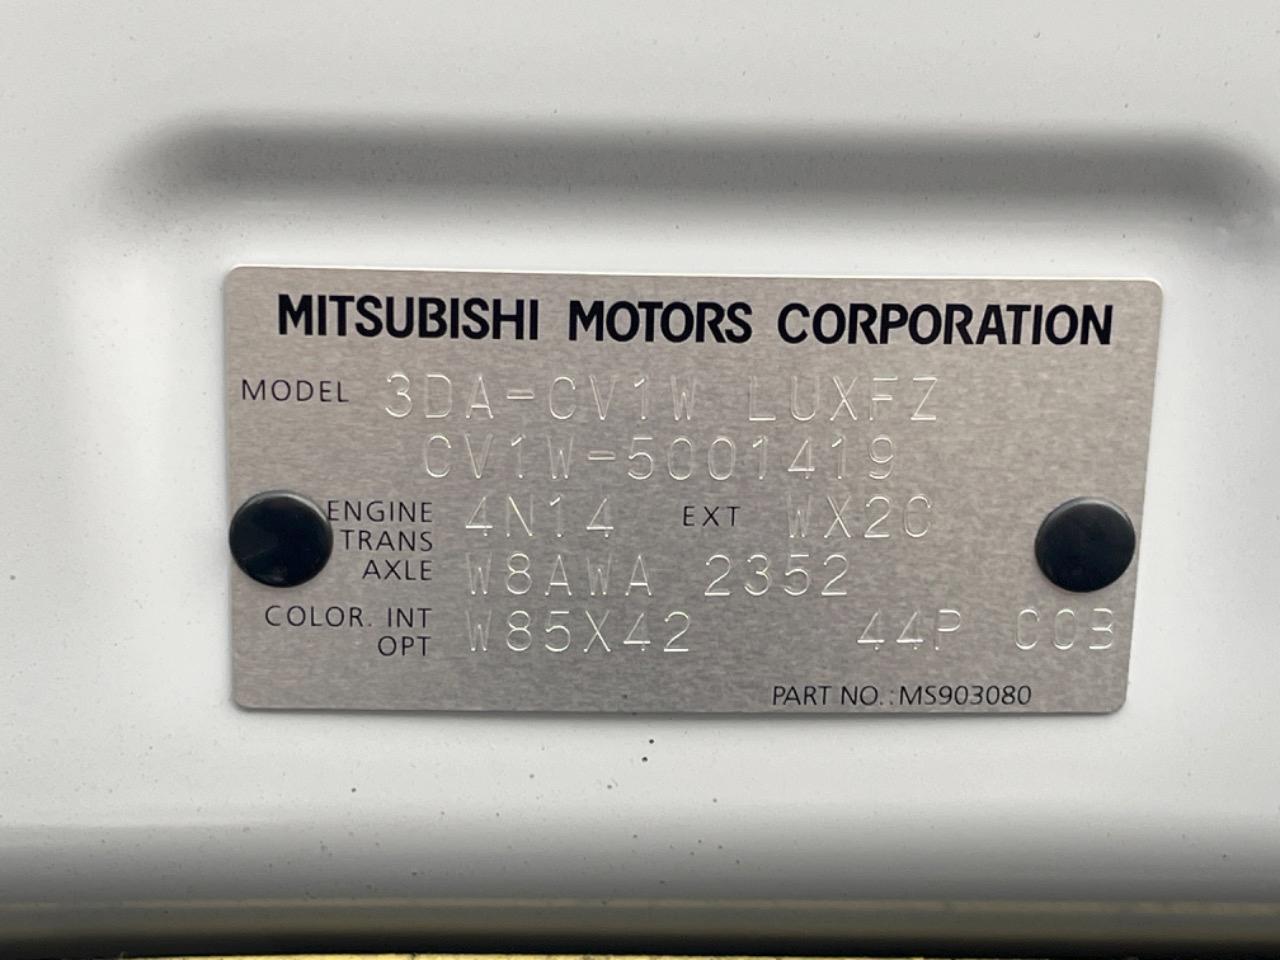 MITSUBISHI MOTORS CORPORATION
MODEL 3DA-CV1W LUXFZ
CV1W-5001419
ENGINE 4N14 EXT WX2C
TRANS
AXLE W8AWA 2352
COLOR. INT
OPT W85X42 44P C03
PART NO.: MS903080